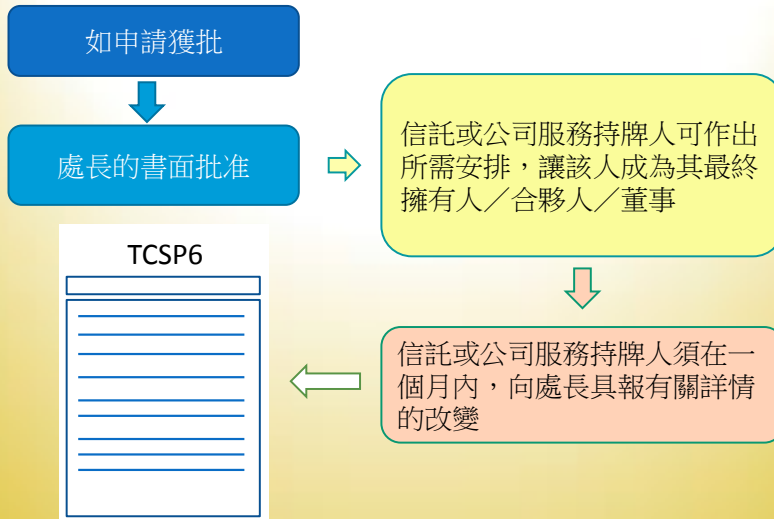 如申請獲批
處長的書面批准
信託或公司服務持牌人可作出
所需安排，讓該人成為其最終
擁有人／合夥人／董事
信託或公司服務持牌人須在一
個月內，向處長具報有關詳情
的改變
TCSP6